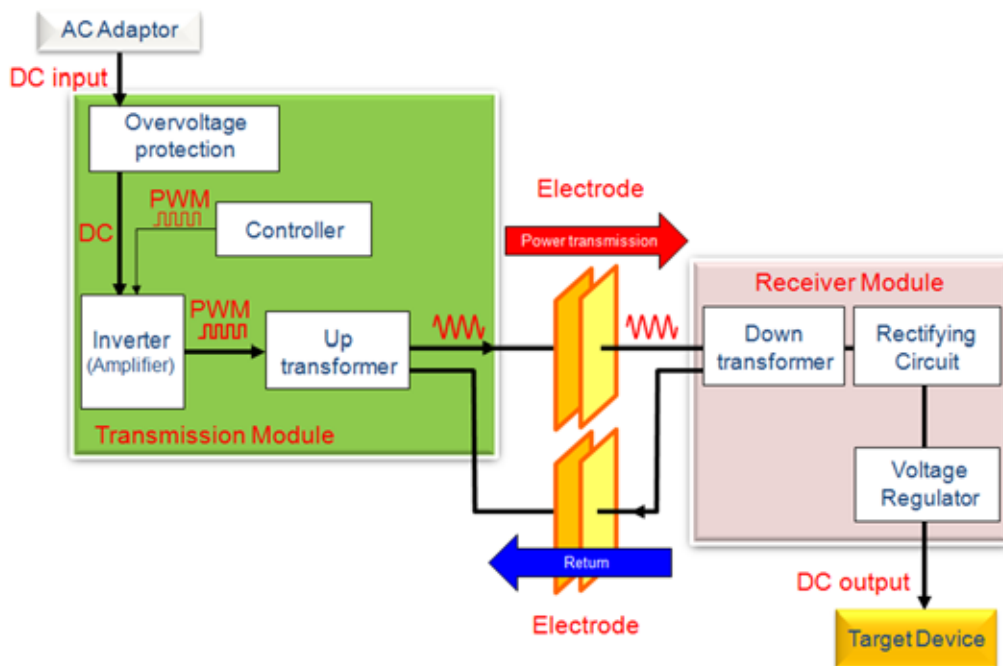 AC Adaptor
DC input
Overvoltage
protection
PWM
Controller
DC
Inverter
(Amplifier)
PWM
Up
transformer
Transmission Module
Electrode
Power transmission
Receiver Module
Down
transformer
Rectifying
Circuit
Voltage
Regulator
Return
Electrode
DC output
Target Device